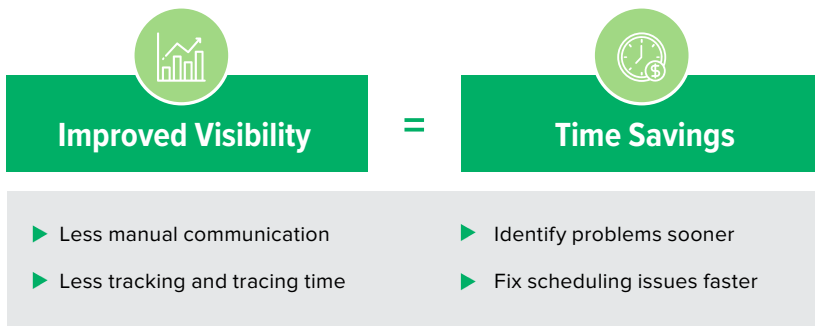 $
Improved Visibility
=
Time Savings
Less manual communication
Less tracking and tracing time
Identify problems sooner
Fix scheduling issues faster